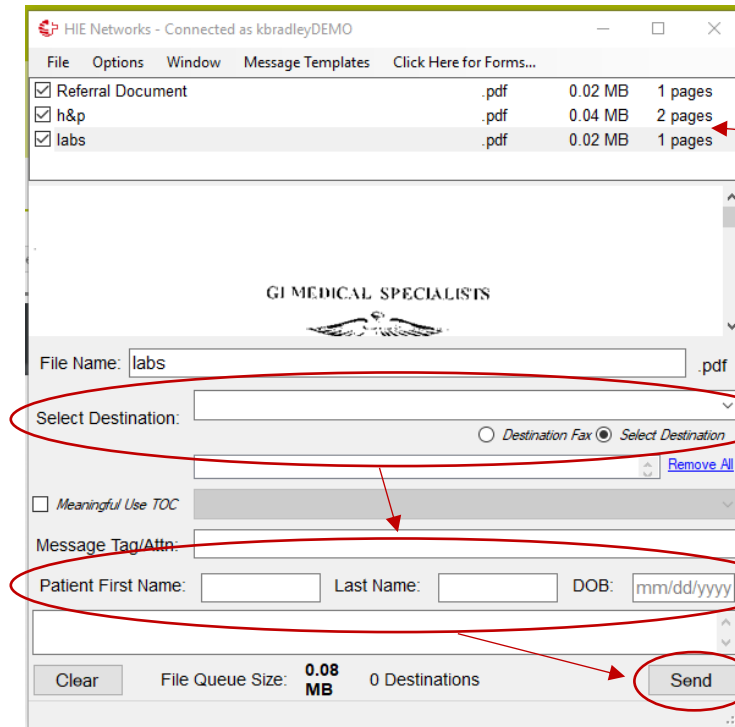 HIE Networks - Connected as kbradleyDEMO
File Options Window Message Templates Click Here for Forms...
Referral Document .pdf 0.02 MB 1 pages
h&p .pdf 0.04 MB 2 pages
labs .pdf 0.02 MB 1 pages
GI MEDICAL SPECIALISTS
File Name: labs .pdf
Select Destination:
Destination Fax Select Destination
Remove All
Meaningful Use TOC
Message Tag/Attn:
Patient First Name: Last Name: DOB: mm/dd/yyyy
Clear File Queue Size: 0.08 MB 0 Destinations Send